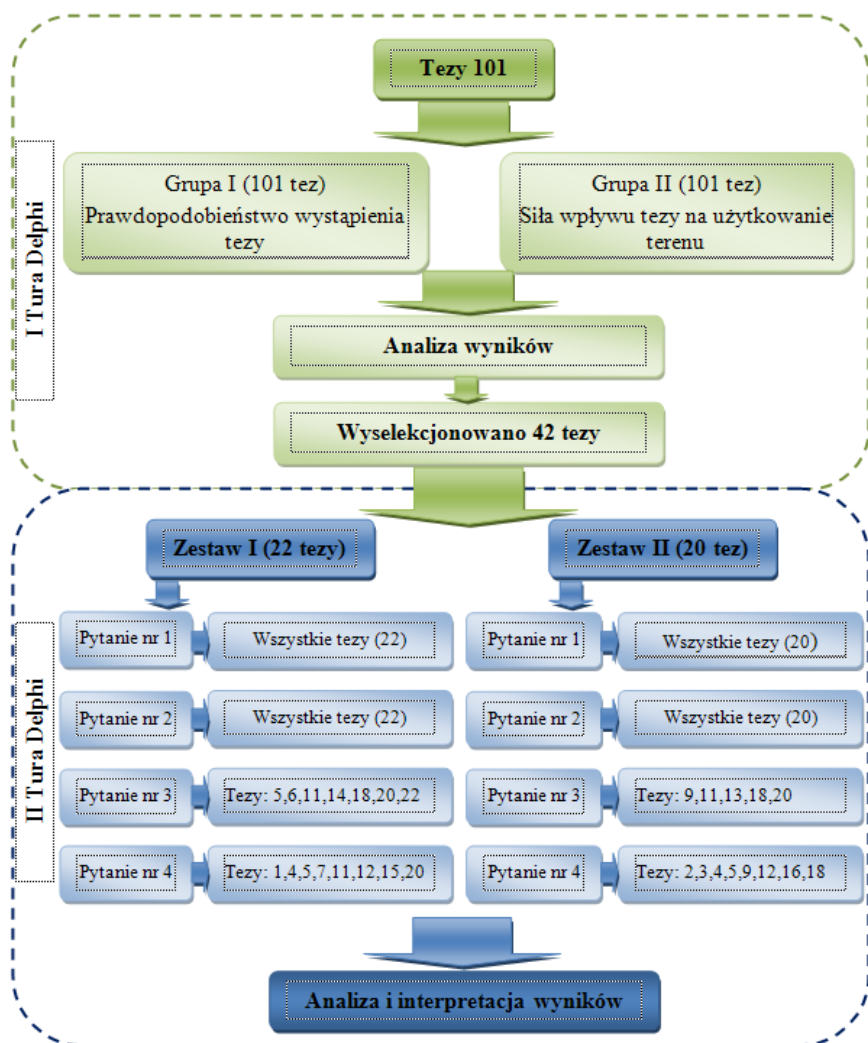 Tezy 101
I Tura Delphi
Grupa I (101 tez)
Prawdopodobieństwo wystąpienia
tezy
Grupa II (101 tez)
Siła wpływu tezy na użytkowanie
terenu
Analiza wyników
Wyselekcjonowano 42 tezy
II Tura Delphi
Zestaw I (22 tezy)
Zestaw II (20 tez)
Pytanie nr 1
Wszystkie tezy (22)
Pytanie nr 1
Wszystkie tezy (20)
Pytanie nr 2
Wszystkie tezy (22)
Pytanie nr 2
Wszystkie tezy (20)
Pytanie nr 3
Tezy: 5,6,11,14,18,20,22
Pytanie nr 3
Tezy: 9,11,13,18,20
Pytanie nr 4
Tezy: 1,4,5,7,11,12,15,20
Pytanie nr 4
Tezy: 2,3,4,5,9,12,16,18
Analiza i interpretacja wyników